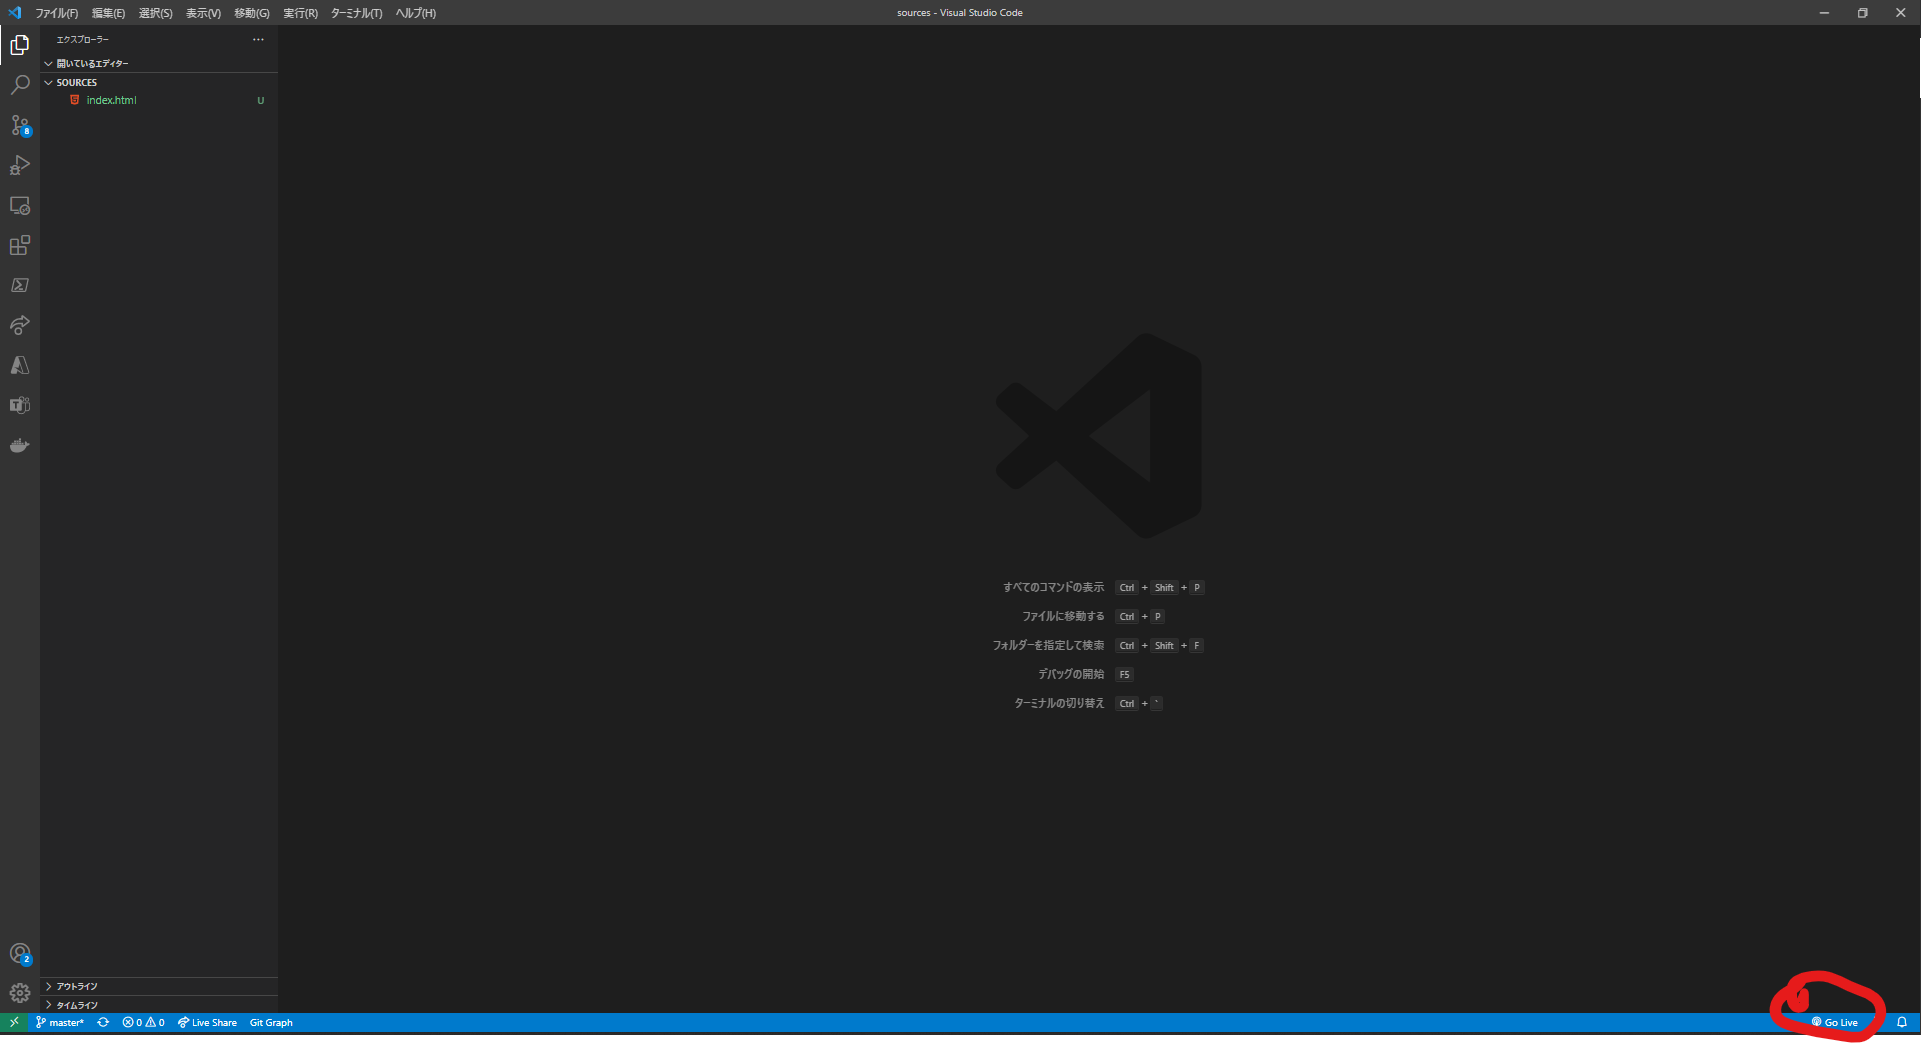 ファイル(F) 編集(E) 選択(S) 表示(V) 移動(G) 実行(R) ターミナル(T) ヘルプ(H)
sources - Visual Studio Code
エクスプローラー
開いているエディター
SOURCES
index.html U
8
すべてのコマンドの表示 Ctrl + Shift + P
ファイルに移動する Ctrl + P
フォルダーを指定して検索 Ctrl + Shift + F
デバッグの開始 F5
ターミナルの切り替え Ctrl + `
2
アウトライン
タイムライン
master* 0 0 Live Share Git Graph
Go Live